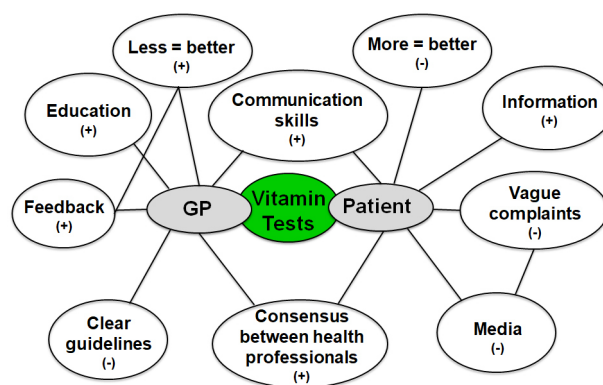 Less = better
(+)
More = better
(-)
Education
(+)
Communication
skills
(+)
Information
(+)
Feedback
(+)
GP
Vitamin
Tests
Patient
Vague
complaints
(-)
Clear
guidelines
(-)
Consensus
between health
professionals
(+)
Media
(-)